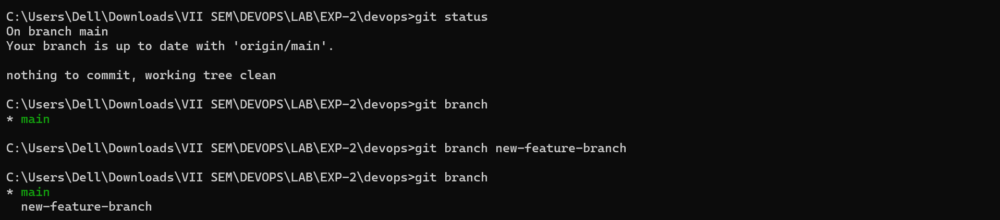 C:\Users\Dell\Downloads\VII SEM\DEVOPS\LAB\EXP-2\devops>git status
On branch main
Your branch is up to date with 'origin/main'.
nothing to commit, working tree clean
C:\Users\Dell\Downloads\VII SEM\DEVOPS\LAB\EXP-2\devops>git branch
* main
C:\Users\Dell\Downloads\VII SEM\DEVOPS\LAB\EXP-2\devops>git branch new-feature-branch
C:\Users\Dell\Downloads\VII SEM\DEVOPS\LAB\EXP-2\devops>git branch
* main
  new-feature-branch